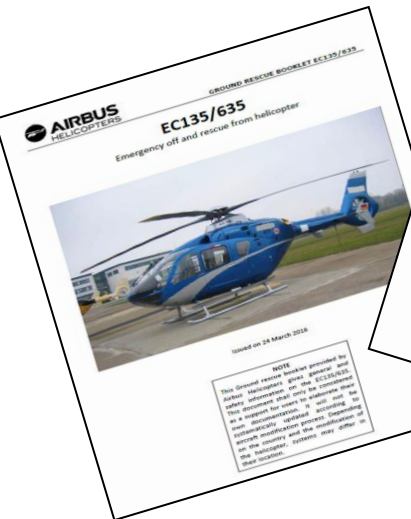 GROUND RESCUE BOOKLET EC135/635
AIRBUS
HELICOPTERS
EC135/635
Emergency off and rescue from helicopter
Issued on 24 March 2016
NOTE
This Ground rescue booklet provided by
Airbus Helicopters gives general and
safety information on the EC135/635.
This document shall only be considered
as a support for users to elaborate their
own documentation. It will not be
systematically updated according to
aircraft modification process. Depending
on the country and the modification of
the helicopter, systems may differ in
their location.